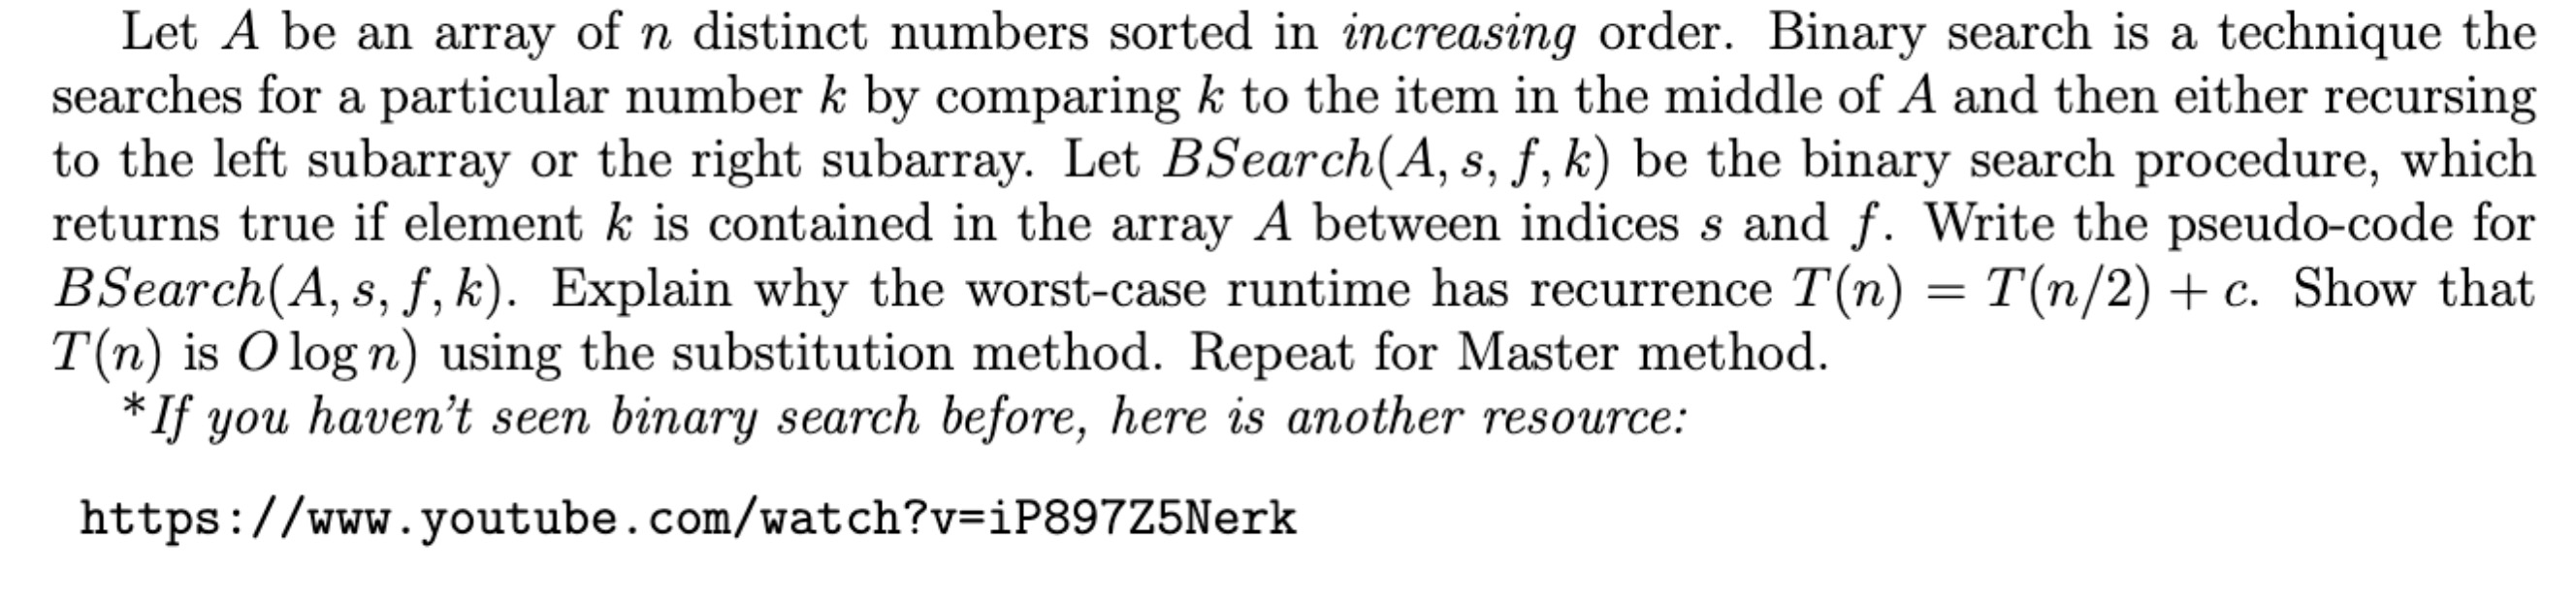 Let A be an array of n distinct numbers sorted in increasing order. Binary search is a technique the
searches for a particular number k by comparing k to the item in the middle of A and then either recursing
to the left subarray or the right subarray. Let BSearch(A, s, f, k) be the binary search procedure, which
returns true if element k is contained in the array A between indices s and f. Write the pseudo-code for
BSearch(A, s, f, k). Explain why the worst-case runtime has recurrence T(n) = T(n/2) + c. Show that
T(n) is O log n) using the substitution method. Repeat for Master method.
*If you haven't seen binary search before, here is another resource:
https://www.youtube.com/watch?v=iP897Z5Nerk